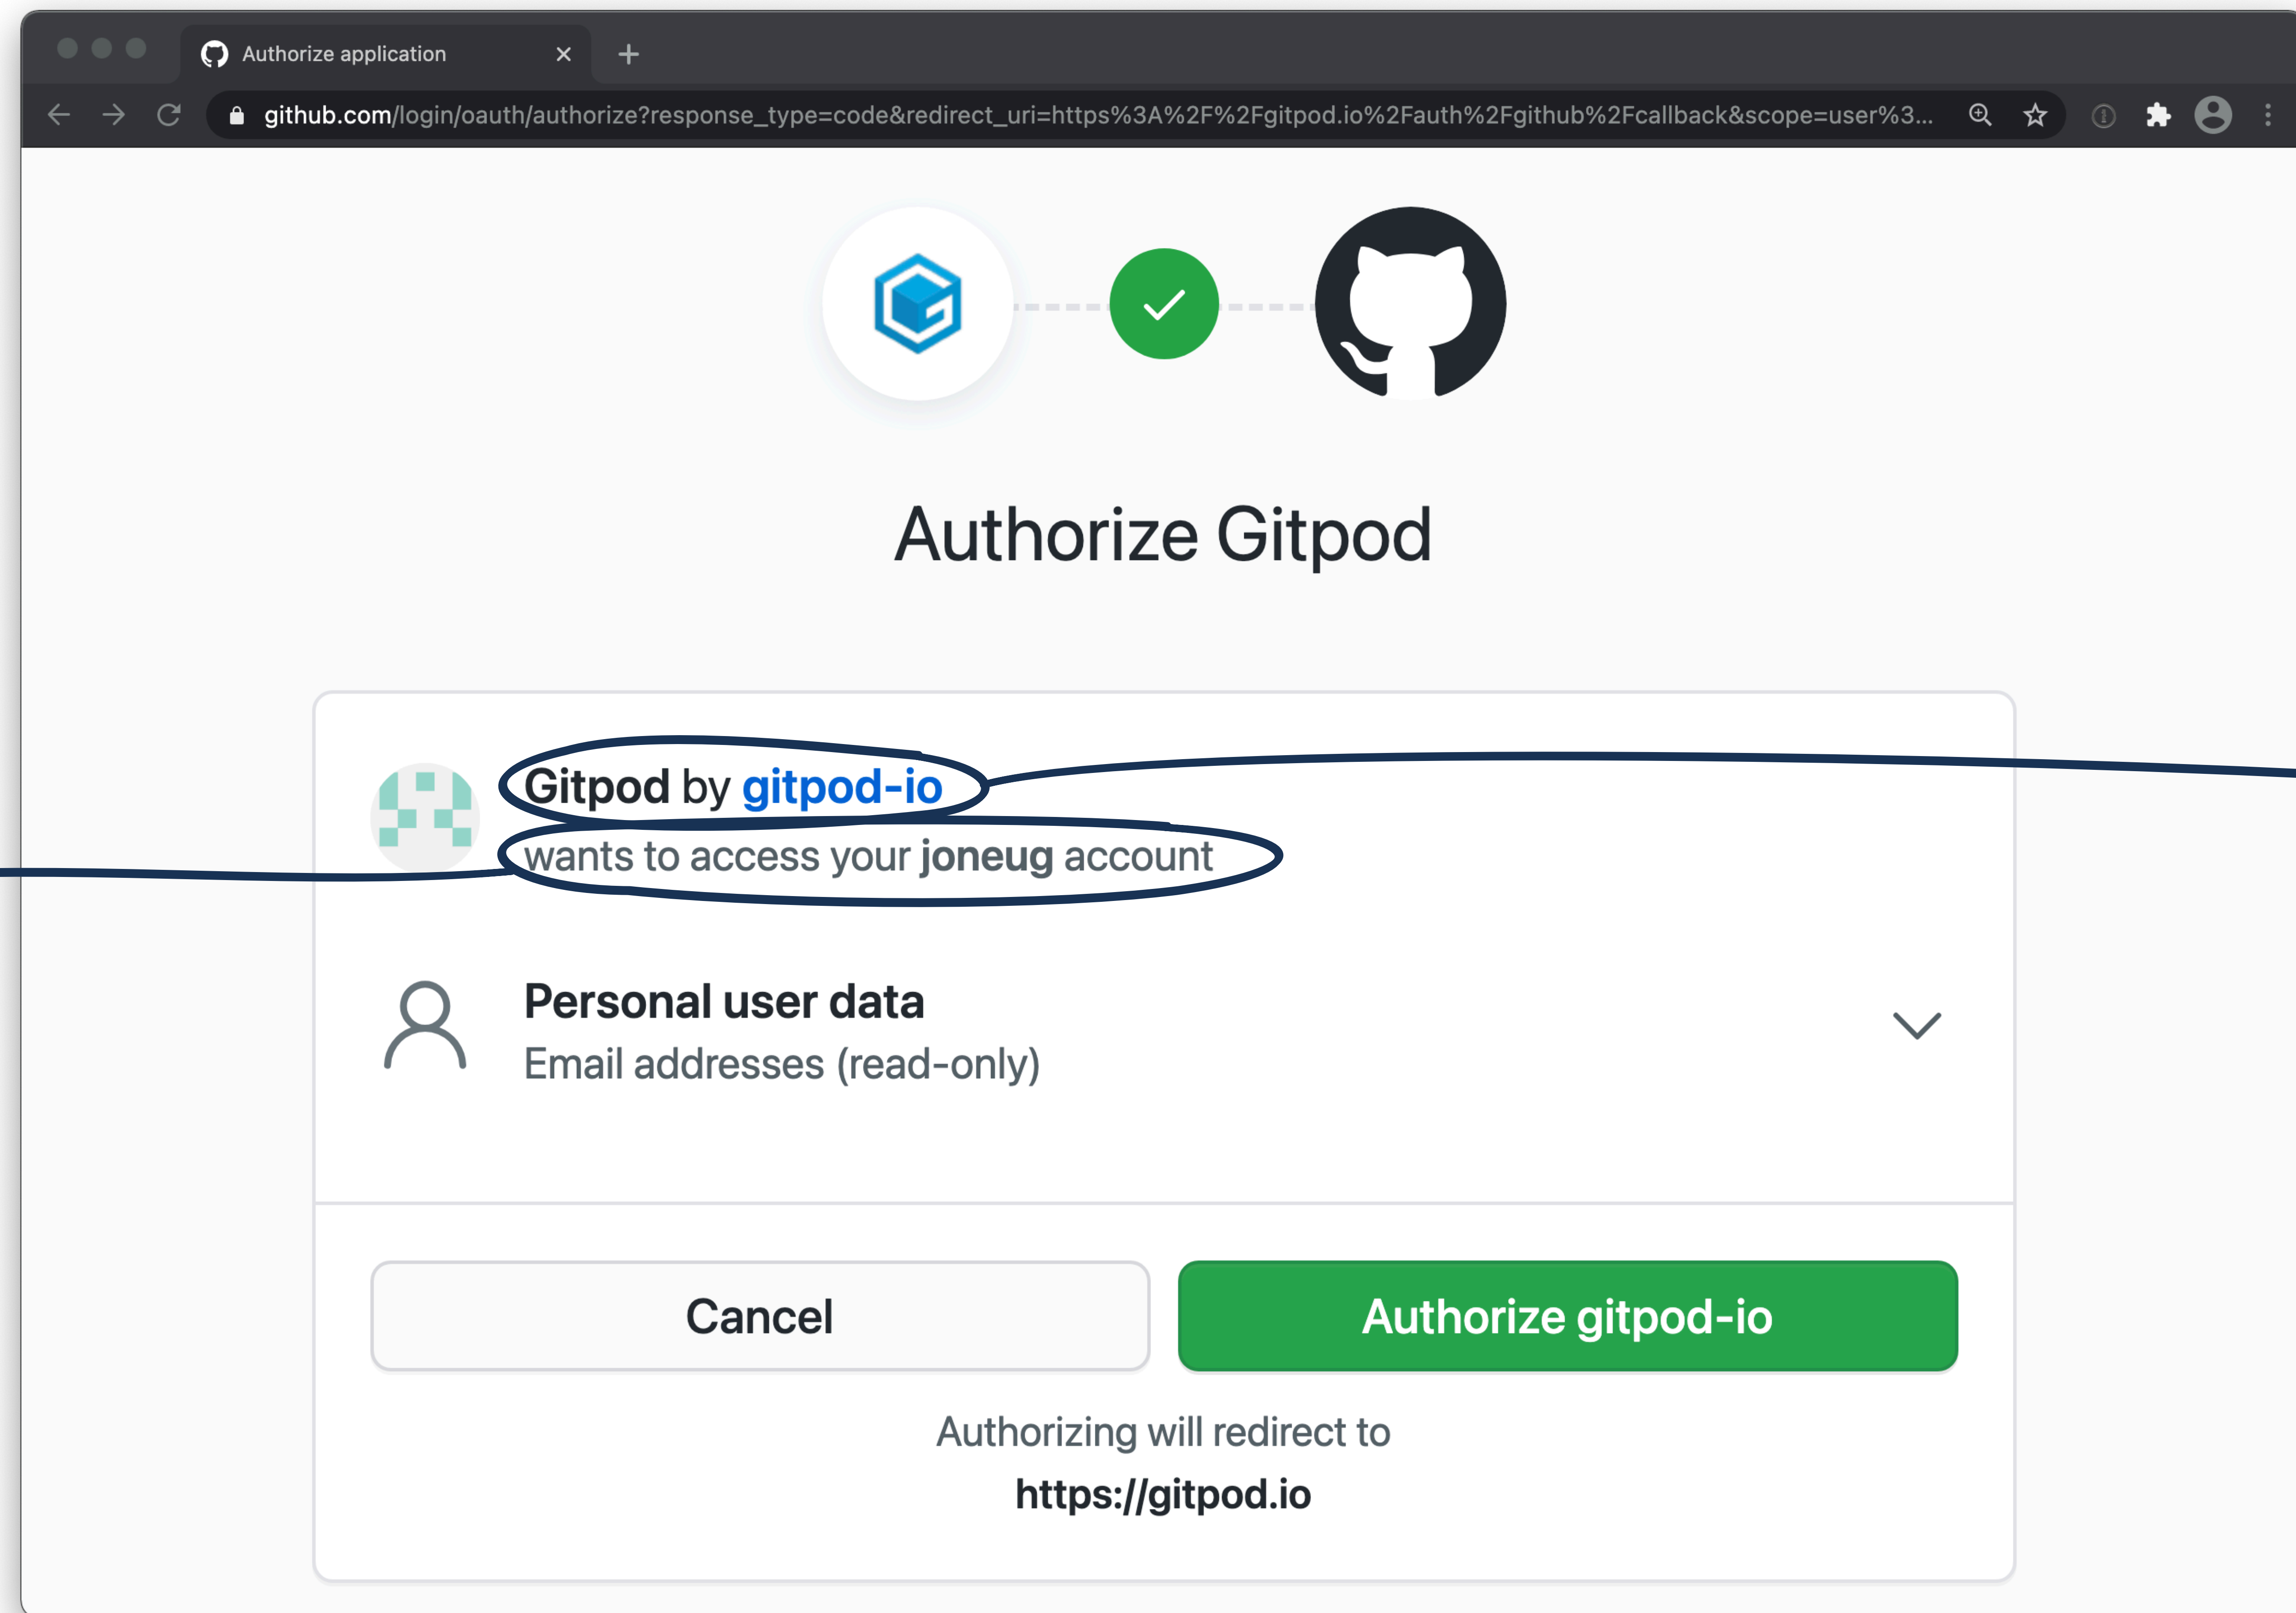 Authorize application
github.com/login/oauth/authorize?response_type=code&redirect_uri=https%3A%2F%2Fgitpod.io%2Fauth%2Fgithub%2Fcallback&scope=user%3...
Authorize Gitpod
Gitpod by gitpod-io
wants to access your joneug account
Personal user data
Email addresses (read-only)
Cancel
Authorize gitpod-io
Authorizing will redirect to
https://gitpod.io